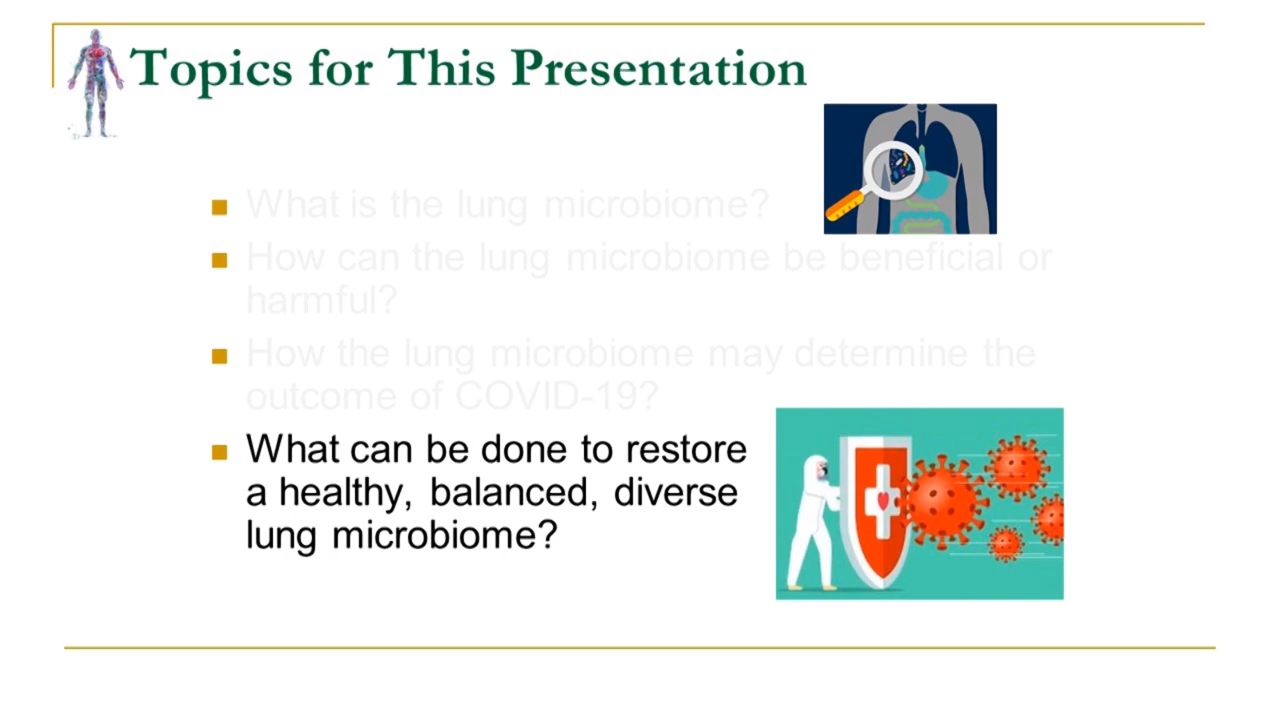 Topics for This Presentation
What is the lung microbiome?
How can the lung microbiome be beneficial or
harmful?
How the lung microbiome may determine the
outcome of COVID-19?
What can be done to restore
a healthy, balanced, diverse
lung microbiome?